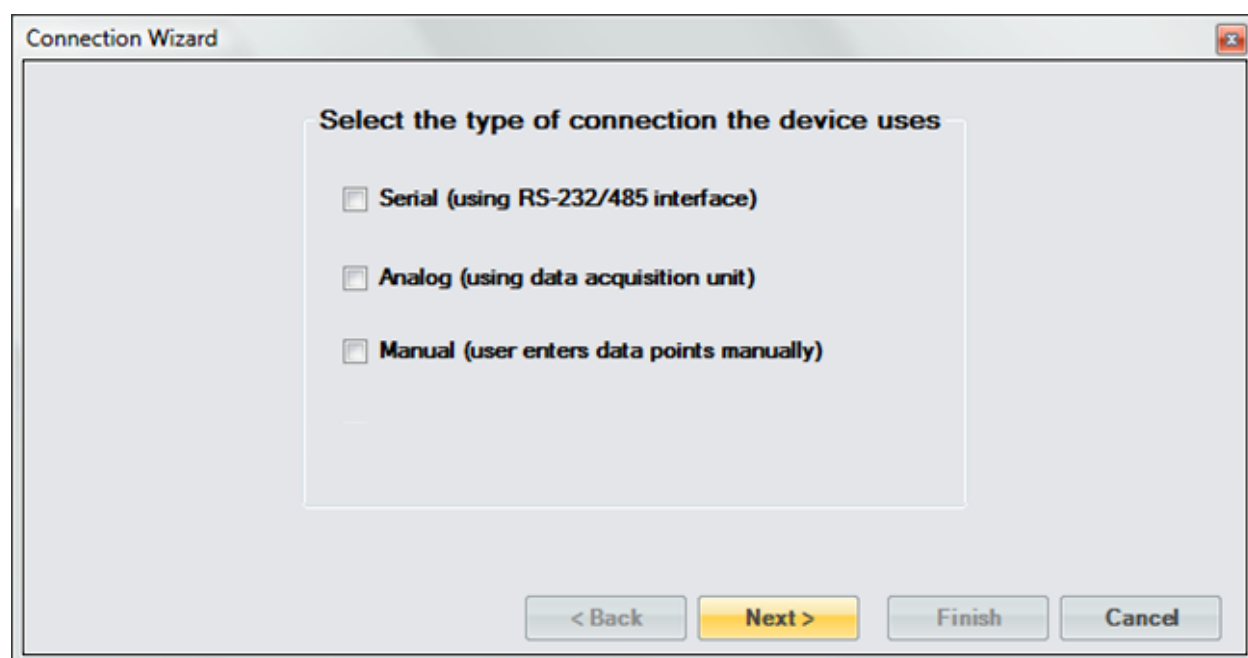 Connection Wizard
Select the type of connection the device uses
Serial (using RS-232/485 interface)
Analog (using data acquisition unit)
Manual (user enters data points manually)
< Back Next > Finish Cancel